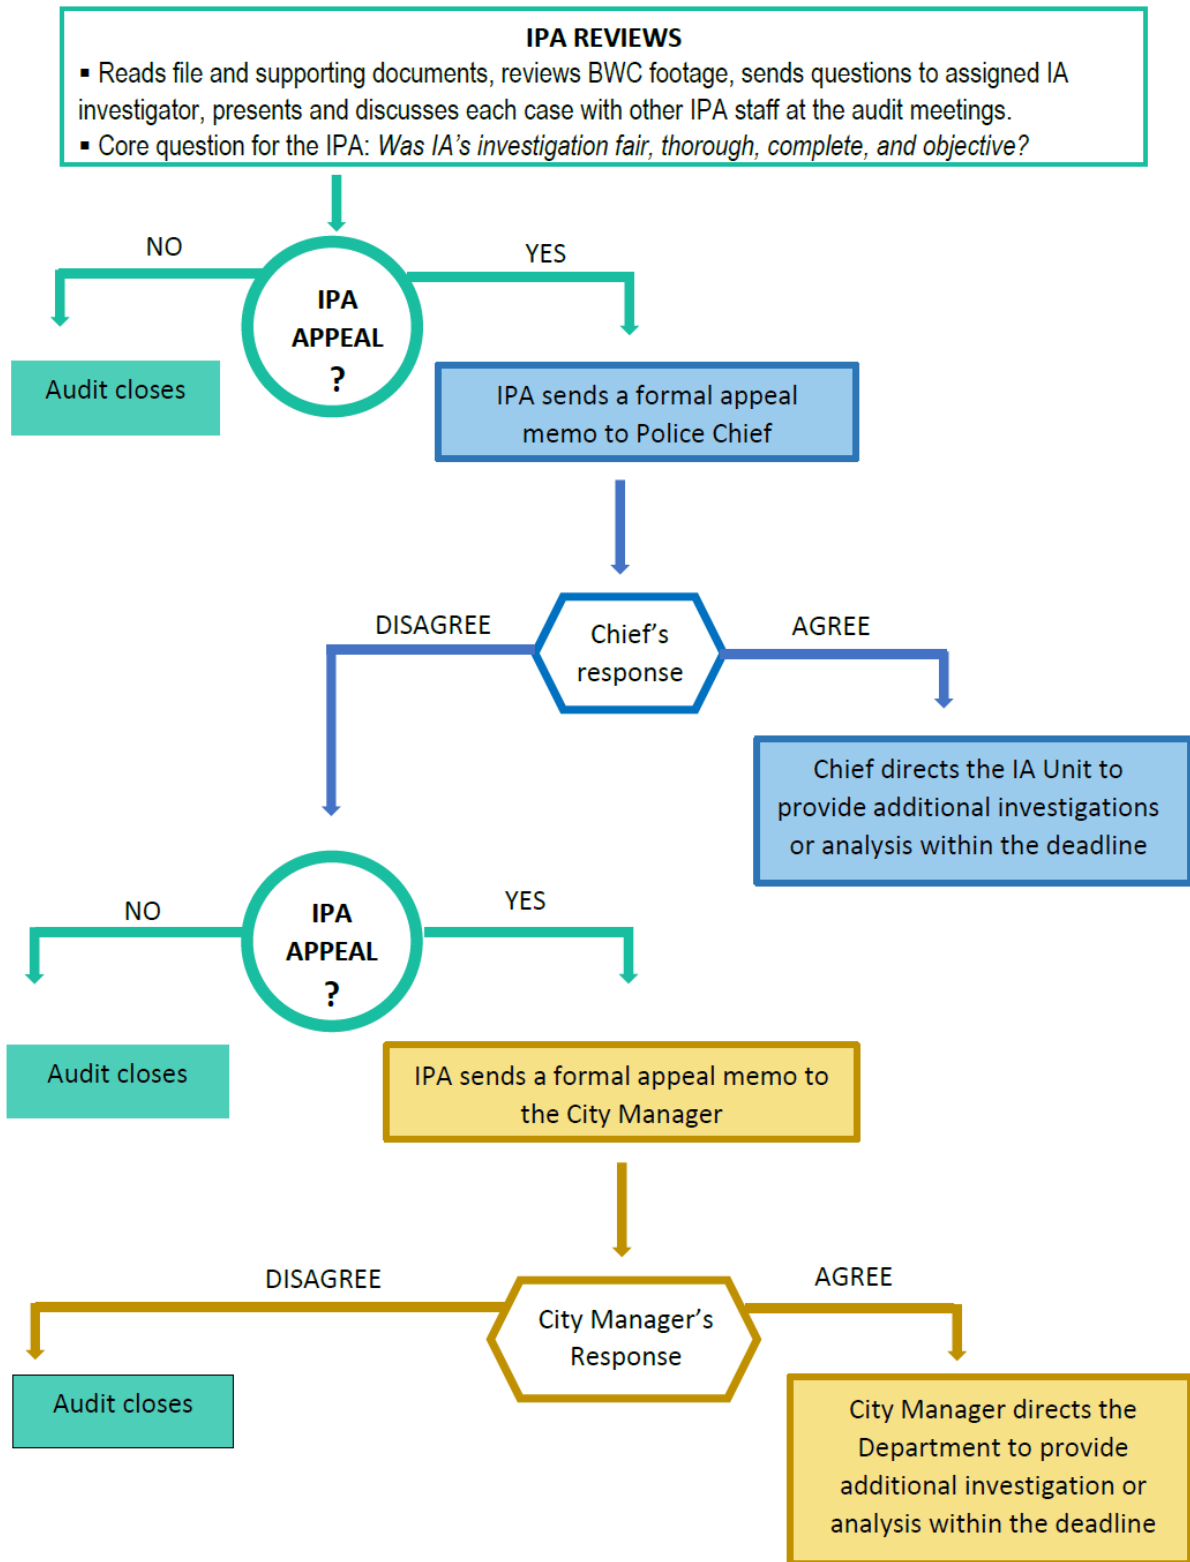 IPA REVIEWS
▪ Reads file and supporting documents, reviews BWC footage, sends questions to assigned IA
investigator, presents and discusses each case with other IPA staff at the audit meetings.
▪ Core question for the IPA: Was IA's investigation fair, thorough, complete, and objective?
NO
YES
IPA
APPEAL
?
Audit closes
IPA sends a formal appeal
memo to Police Chief
DISAGREE
Chief's
response
AGREE
Chief directs the IA Unit to
provide additional investigations
or analysis within the deadline
NO
IPA
APPEAL
?
YES
Audit closes
IPA sends a formal appeal memo to
the City Manager
DISAGREE
City Manager's
Response
AGREE
Audit closes
City Manager directs the
Department to provide
additional investigation or
analysis within the deadline